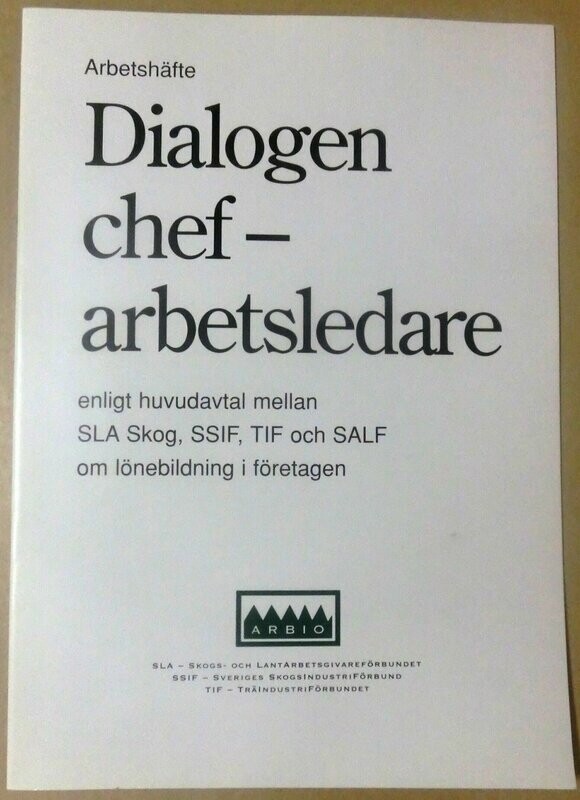 Arbetshäfte
Dialogen
chef –
arbetsledare
enligt huvudavtal mellan
SLA Skog, SSIF, TIF och SALF
om lönebildning i företagen
ARBIO
SLA – SKOGS- OCH LANTARBETSGIVAREFÖRBUNDET
SSIF – SVERIGES SKOGSINDUSTRIFÖRBUND
TIF – TRÄINDUSTRIFÖRBUNDET